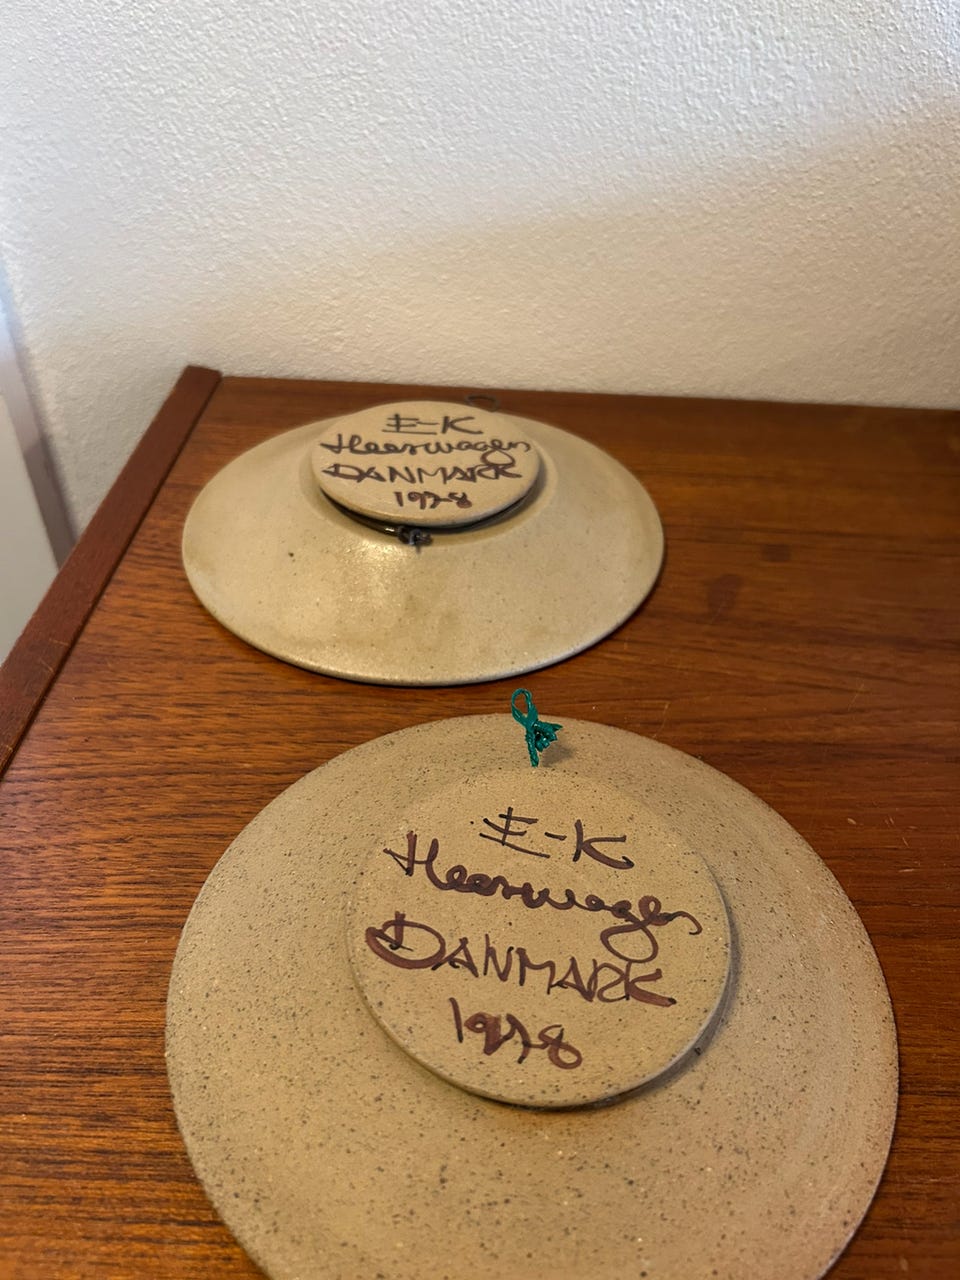 E-K
Heerwagen
DANMARK
1978
E-K
Heerwagen
DANMARK
1978